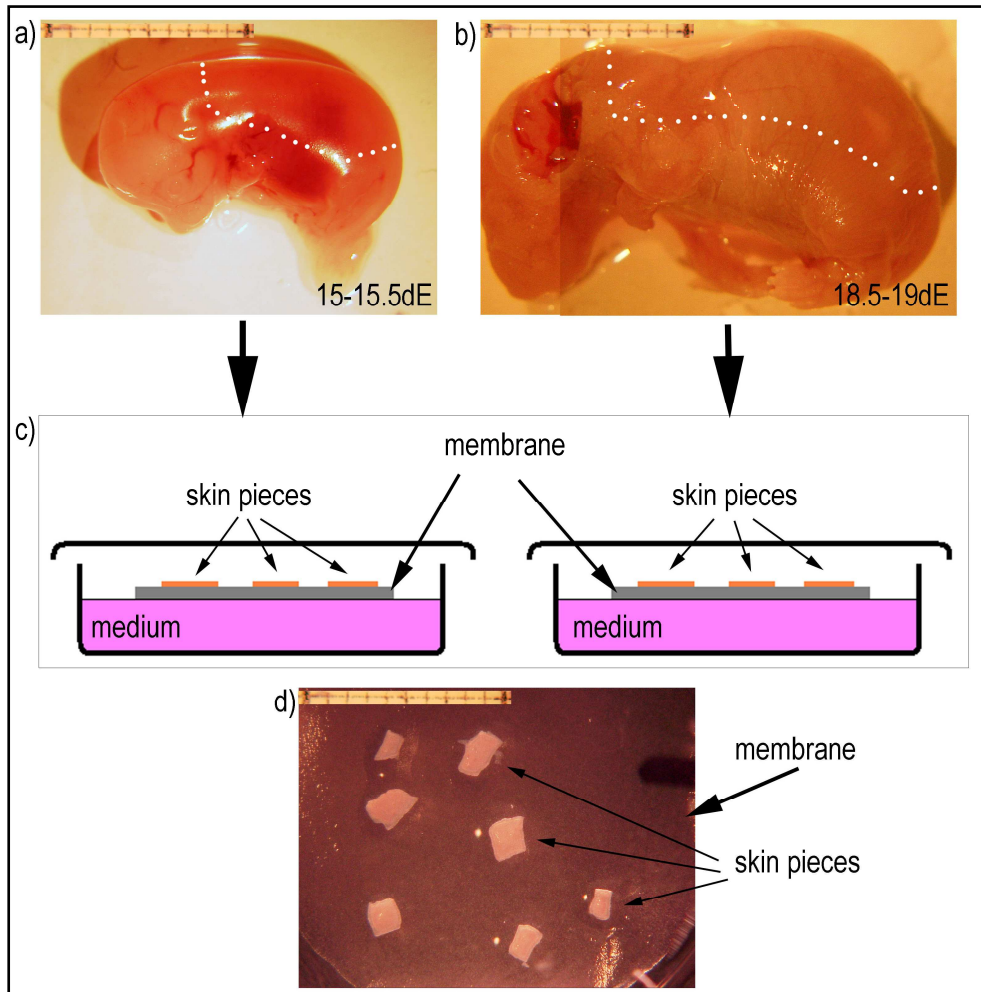 a)
15-15.5dE
b)
18.5-19dE
c)
membrane
skin pieces
skin pieces
medium
medium
d)
membrane
skin pieces